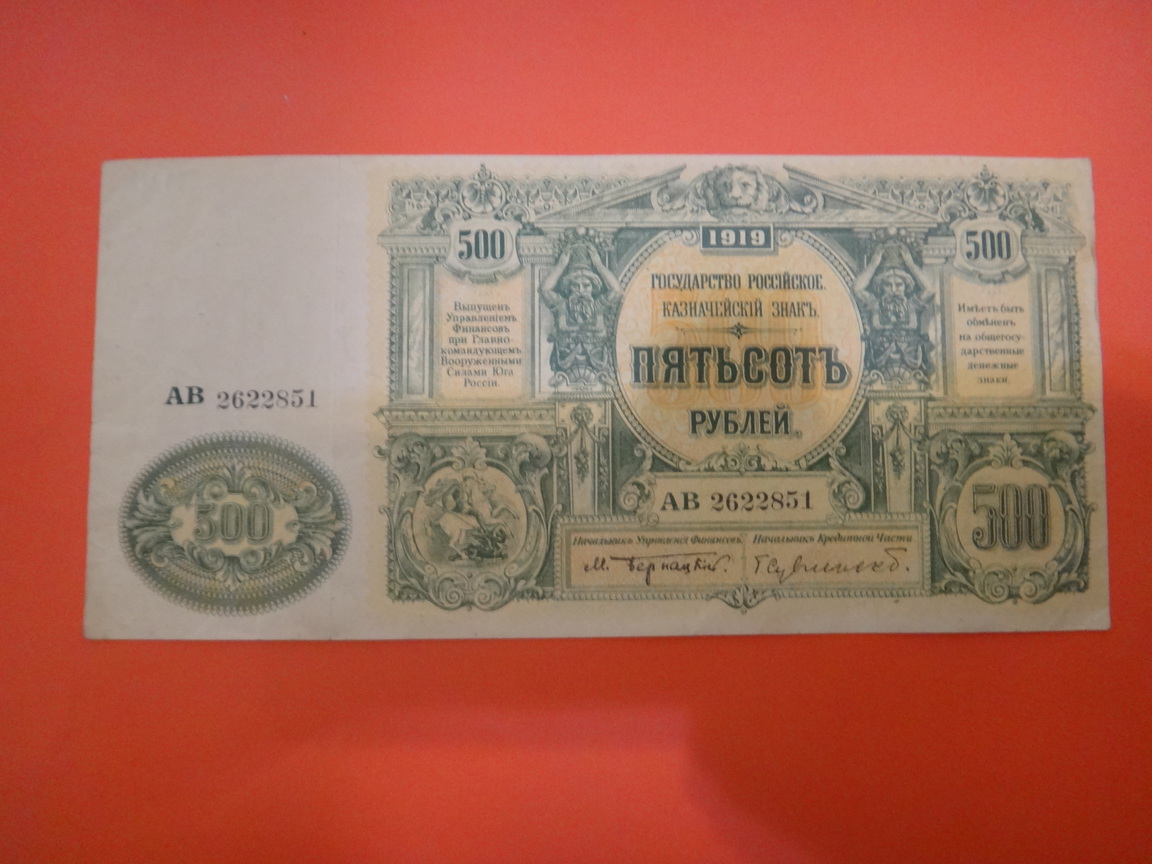 500
1919
500
ГОСУДАРСТВО РОССІЙСКОЕ.
КАЗНАЧЕЙСКІЙ ЗНАКЪ.
ПЯТЬСОТЪ
РУБЛЕЙ.
Выпущенъ
Управленіемъ
Финансовъ
при Главно-
командующемъ
Вооруженными
Силами Юга
Россіи.
Имѣетъ быть
обмѣненъ
на общегосу-
дарственные
денежные
знаки.
АВ 2622851
500
АВ 2622851
500
Начальникъ Управленія Финансовъ
М. Бернацкій.
Начальникъ Кредитной Части